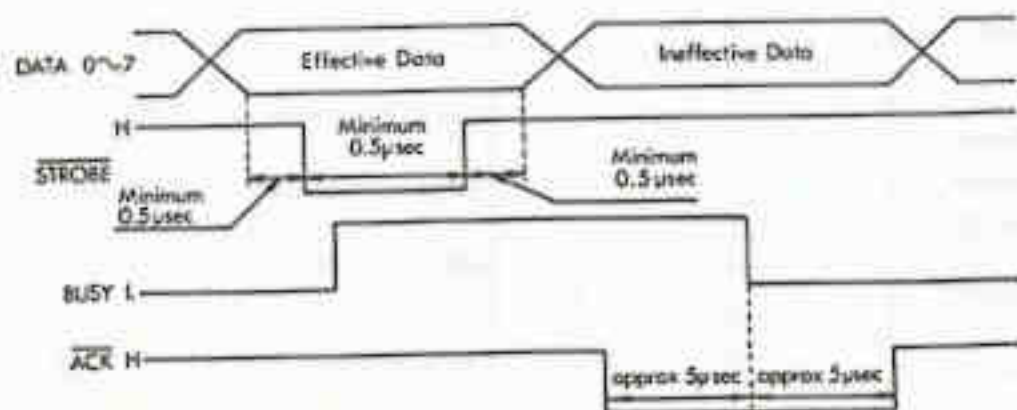 DATA 0~7
Effective Data
Ineffective Data
H
Minimum
0.5μsec
STROBE
Minimum
0.5μsec
Minimum
0.5μsec
BUSY L
ACK H
approx 5μsec
approx 5μsec